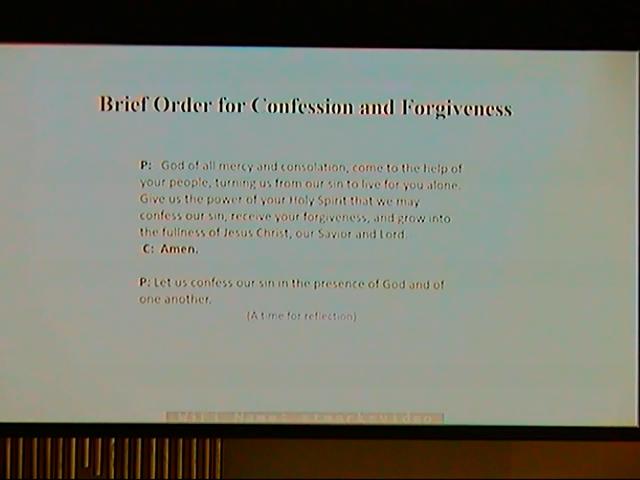 Brief Order for Confession and Forgiveness
P: God of all mercy and consolation, come to the help of
your people, turning us from our sin to live for you alone.
Give us the power of your Holy Spirit that we may
confess our sin, receive your forgiveness, and grow into
the fullness of Jesus Christ, our Savior and Lord.
C: Amen.
P: Let us confess our sin in the presence of God and of
one another.
(A time for reflection)
WiFi Name: